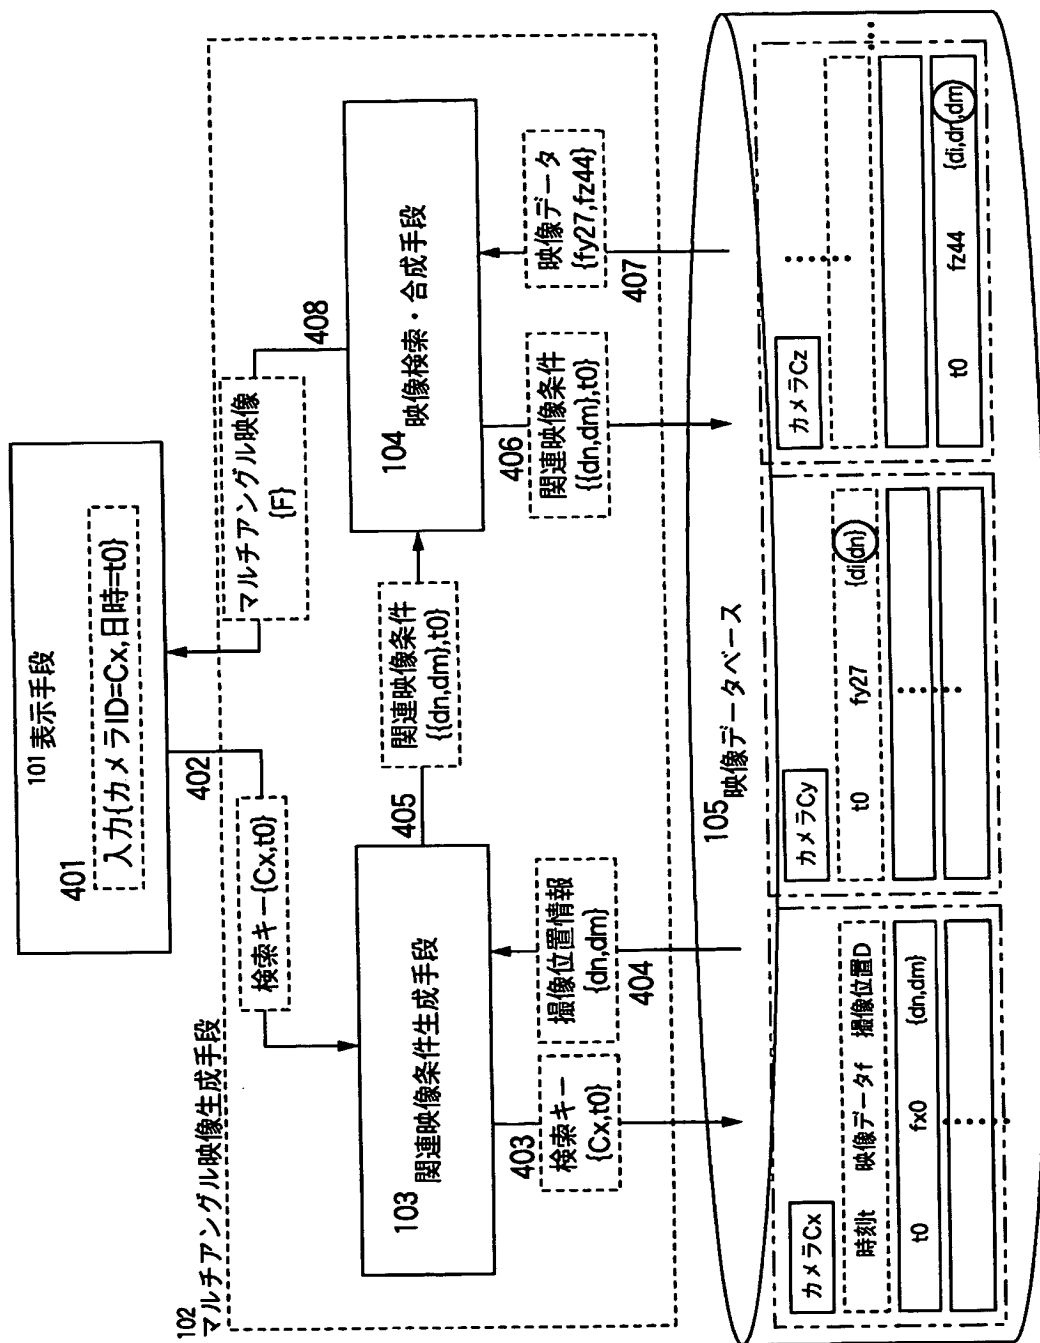 101 表示手段
401
入力{カメラID=Cx,日時=t0}
402
検索キー{Cx,t0}
マルチアングル映像
{F}
408
102
マルチアングル映像生成手段
103 関連映像条件生成手段
405
関連映像条件
{{dn,dm},t0}
104 映像検索・合成手段
403
検索キー
{Cx,t0}
撮像位置情報
{dn,dm}
404
406
関連映像条件
{{dn,dm},t0}
映像データ
{fy27,fz44}
407
105 映像データベース
カメラCx
時刻t 映像データf 撮像位置D
t0 fx0 {dn,dm}
カメラCy
t0 fy27 {di,dn}
カメラCz
t0 fz44 {di,dn,dm}